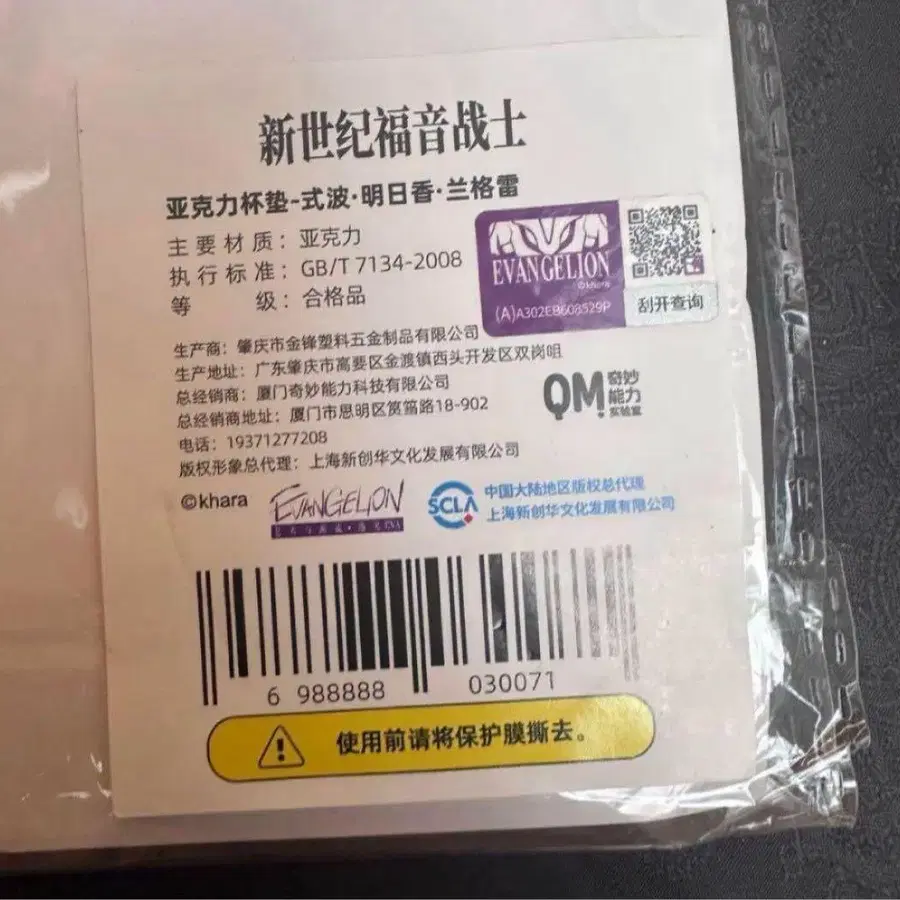 新世纪福音战士
亚克力杯垫-式波·明日香·兰格雷
主要材质：亚克力
执行标准：GB/T 7134-2008
等级：合格品
EVANGELION
©khara
(A)A302EB608529P
刮开查询
生产商：肇庆市金锋塑料五金制品有限公司
生产地址：广东肇庆市高要区金渡镇西头开发区双岗咀
总经销商：厦门奇妙能力科技有限公司
总经销商地址：厦门市思明区筼筜路18-902
电话：19371277208
版权形象总代理：上海新创华文化发展有限公司
QM 奇妙
能力
实验室
©khara
EVANGELION
SCLA
中国大陆地区版权总代理
上海新创华文化发展有限公司
6 988888 030071
使用前请将保护膜撕去。